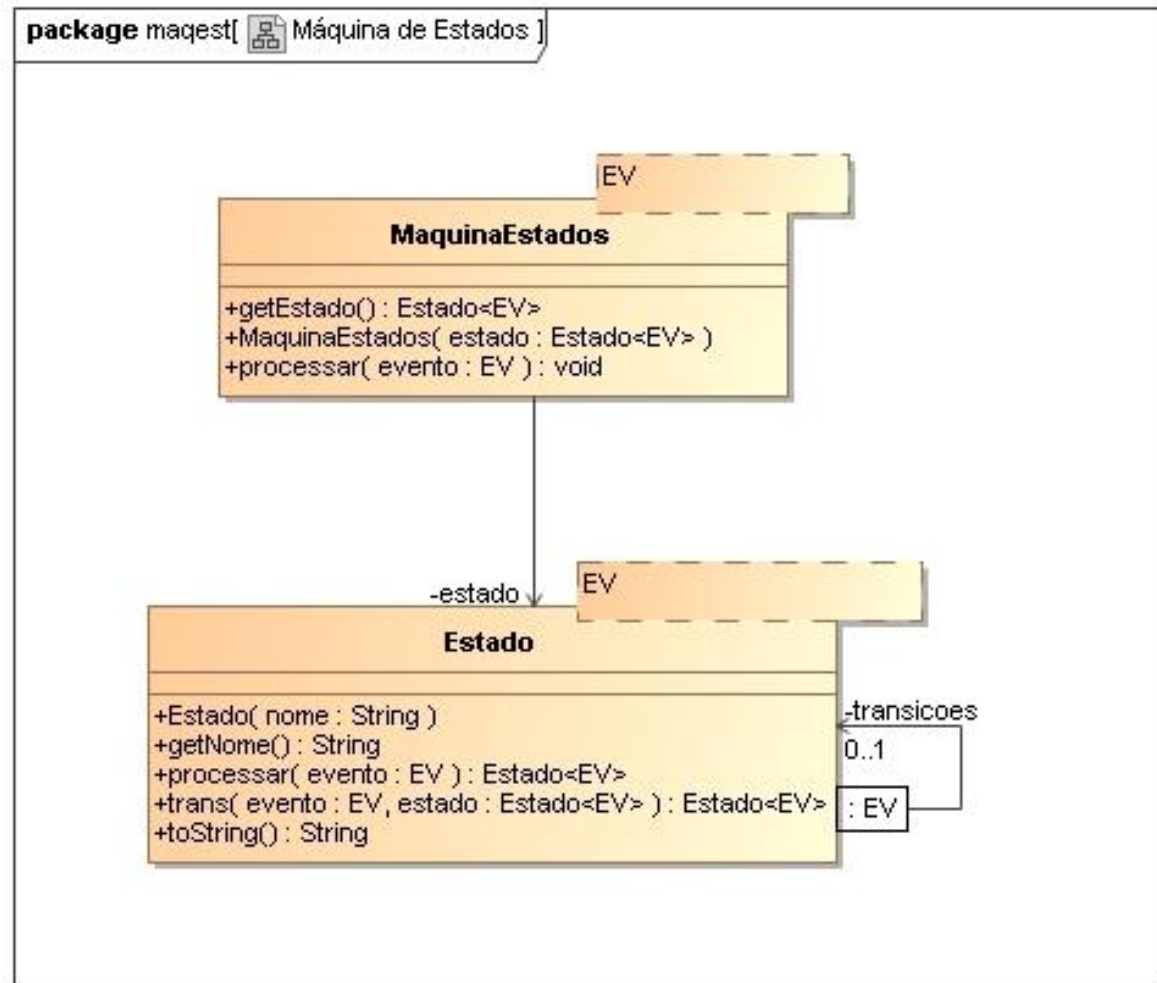 package maqest[ Máquina de Estados ]
EV
MaquinaEstados
+getEstado() : Estado<EV>
+MaquinaEstados( estado : Estado<EV> )
+processar( evento : EV ) : void
-estado
EV
Estado
+Estado( nome : String )
+getNome() : String
+processar( evento : EV ) : Estado<EV>
+trans( evento : EV, estado : Estado<EV> ) : Estado<EV>
+toString() : String
-transicoes
0..1
: EV